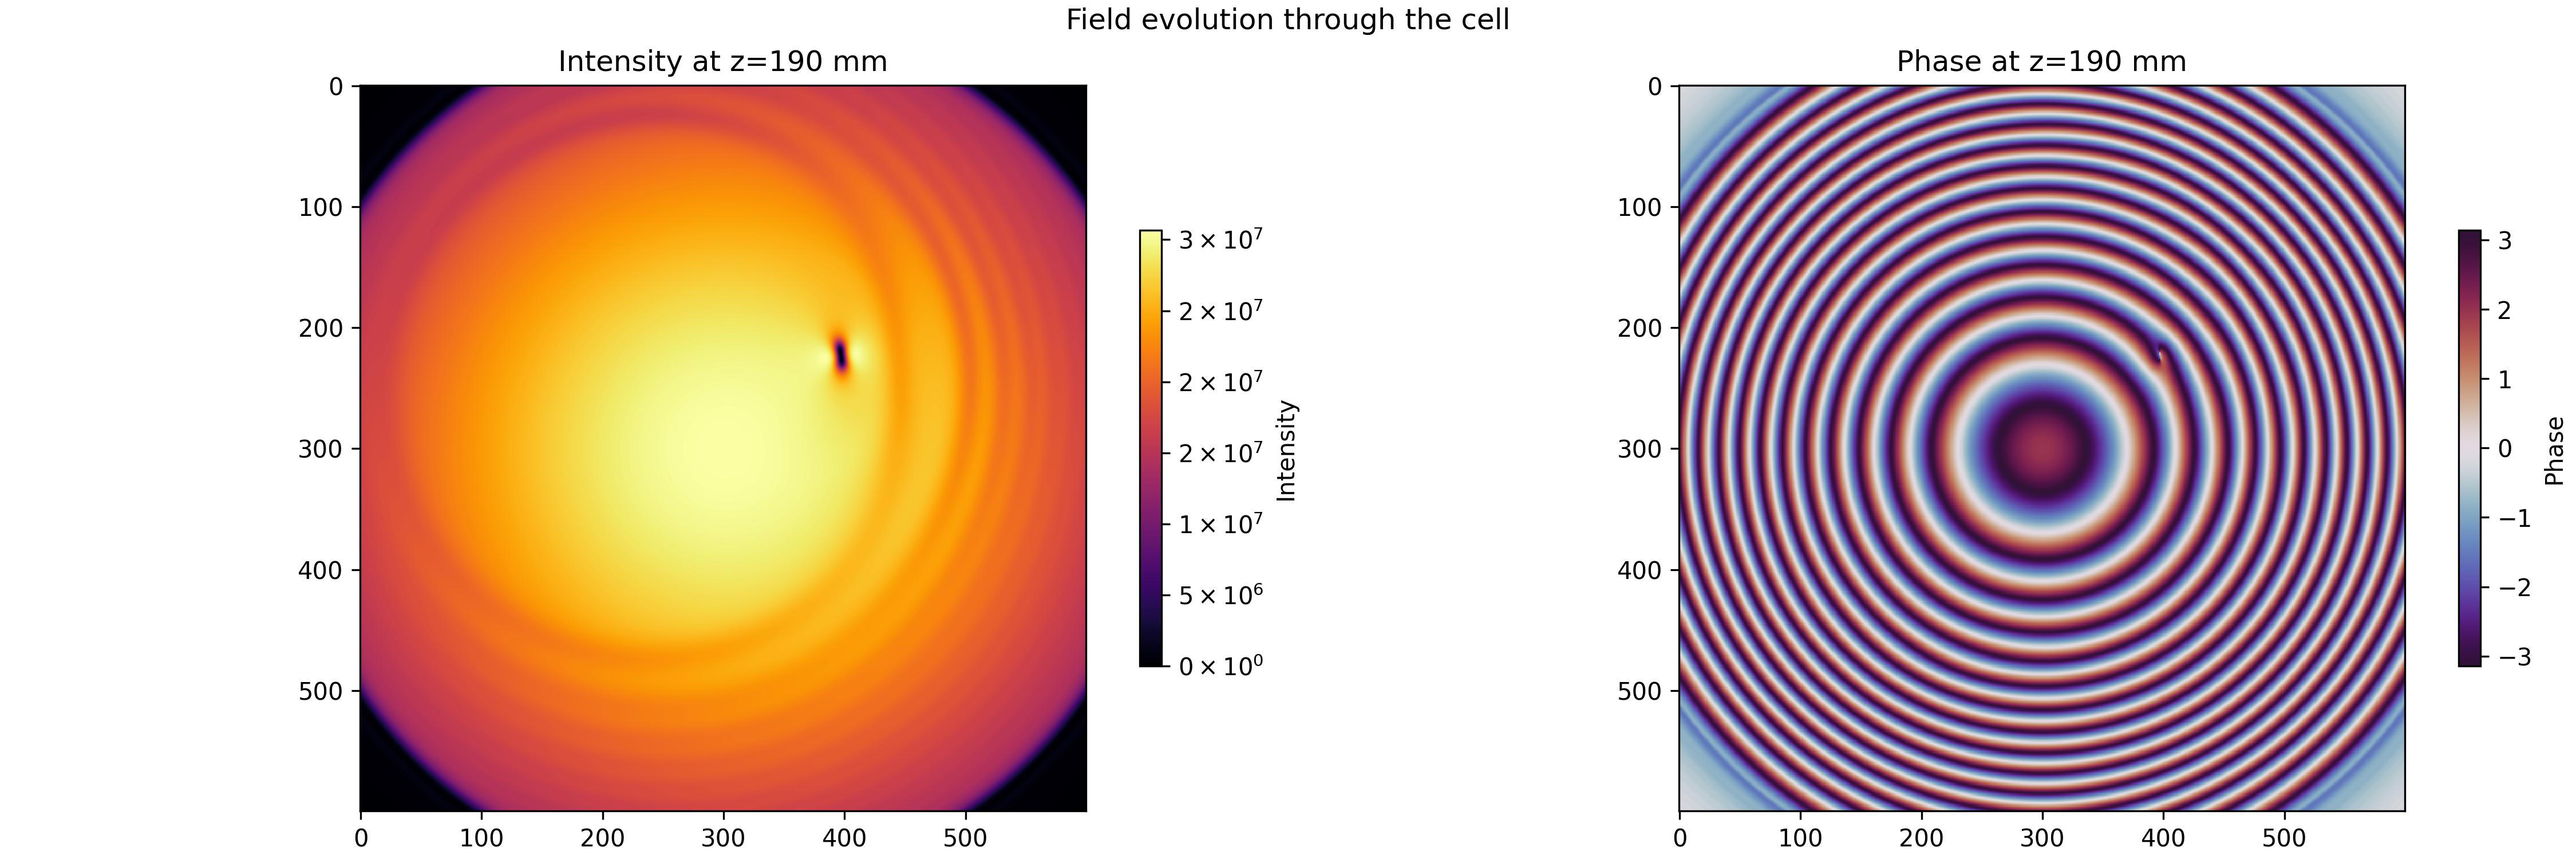 Field evolution through the cell
Intensity at z=190 mm
0
100
200
300
400
500
0 100 200 300 400 500
3 × 10⁷
2 × 10⁷
2 × 10⁷
2 × 10⁷
1 × 10⁷
5 × 10⁶
0 × 10⁰
Intensity
Phase at z=190 mm
0
100
200
300
400
500
0 100 200 300 400 500
3
2
1
0
−1
−2
−3
Phase